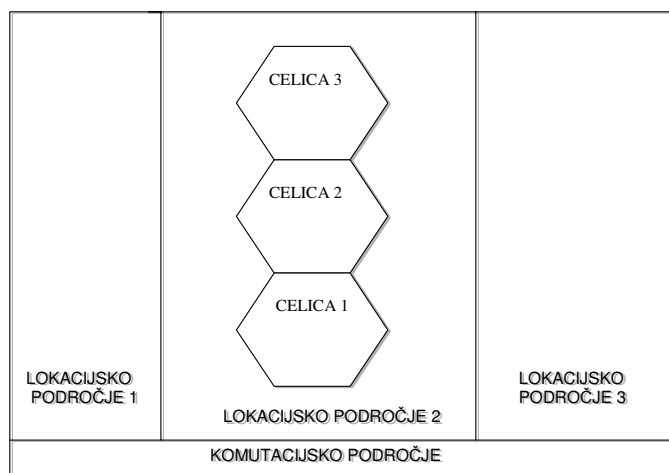 CELICA 3
CELICA 2
CELICA 1
LOKACIJSKO
PODROČJE 1
LOKACIJSKO PODROČJE 2
LOKACIJSKO
PODROČJE 3
KOMUTACIJSKO PODROČJE